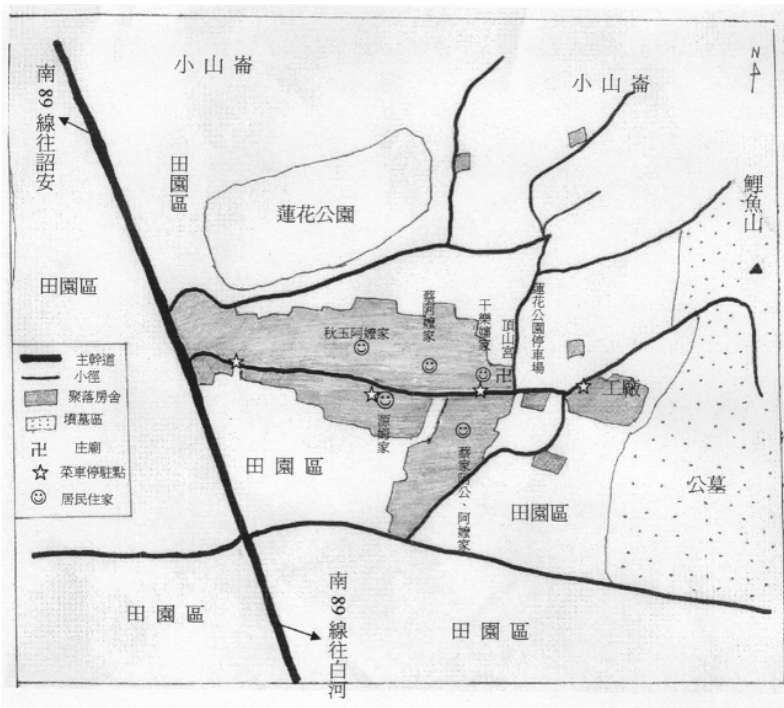 小山崙
小山崙
N
南89線往詔安
田園區
蓮花公園
鯉魚山
田園區
蔡阿嬤家
干樂嬸家
頂山宮
蓮花公園停車場
秋玉阿嬤家
卍
主幹道
小徑
聚落房舍
墳墓區
卍 庄廟
菜車停駐點
居民住家
工廠
源姆家
田園區
蔡家阿公、阿嬤家
田園區
公墓
田園區
南89線往白河
田園區